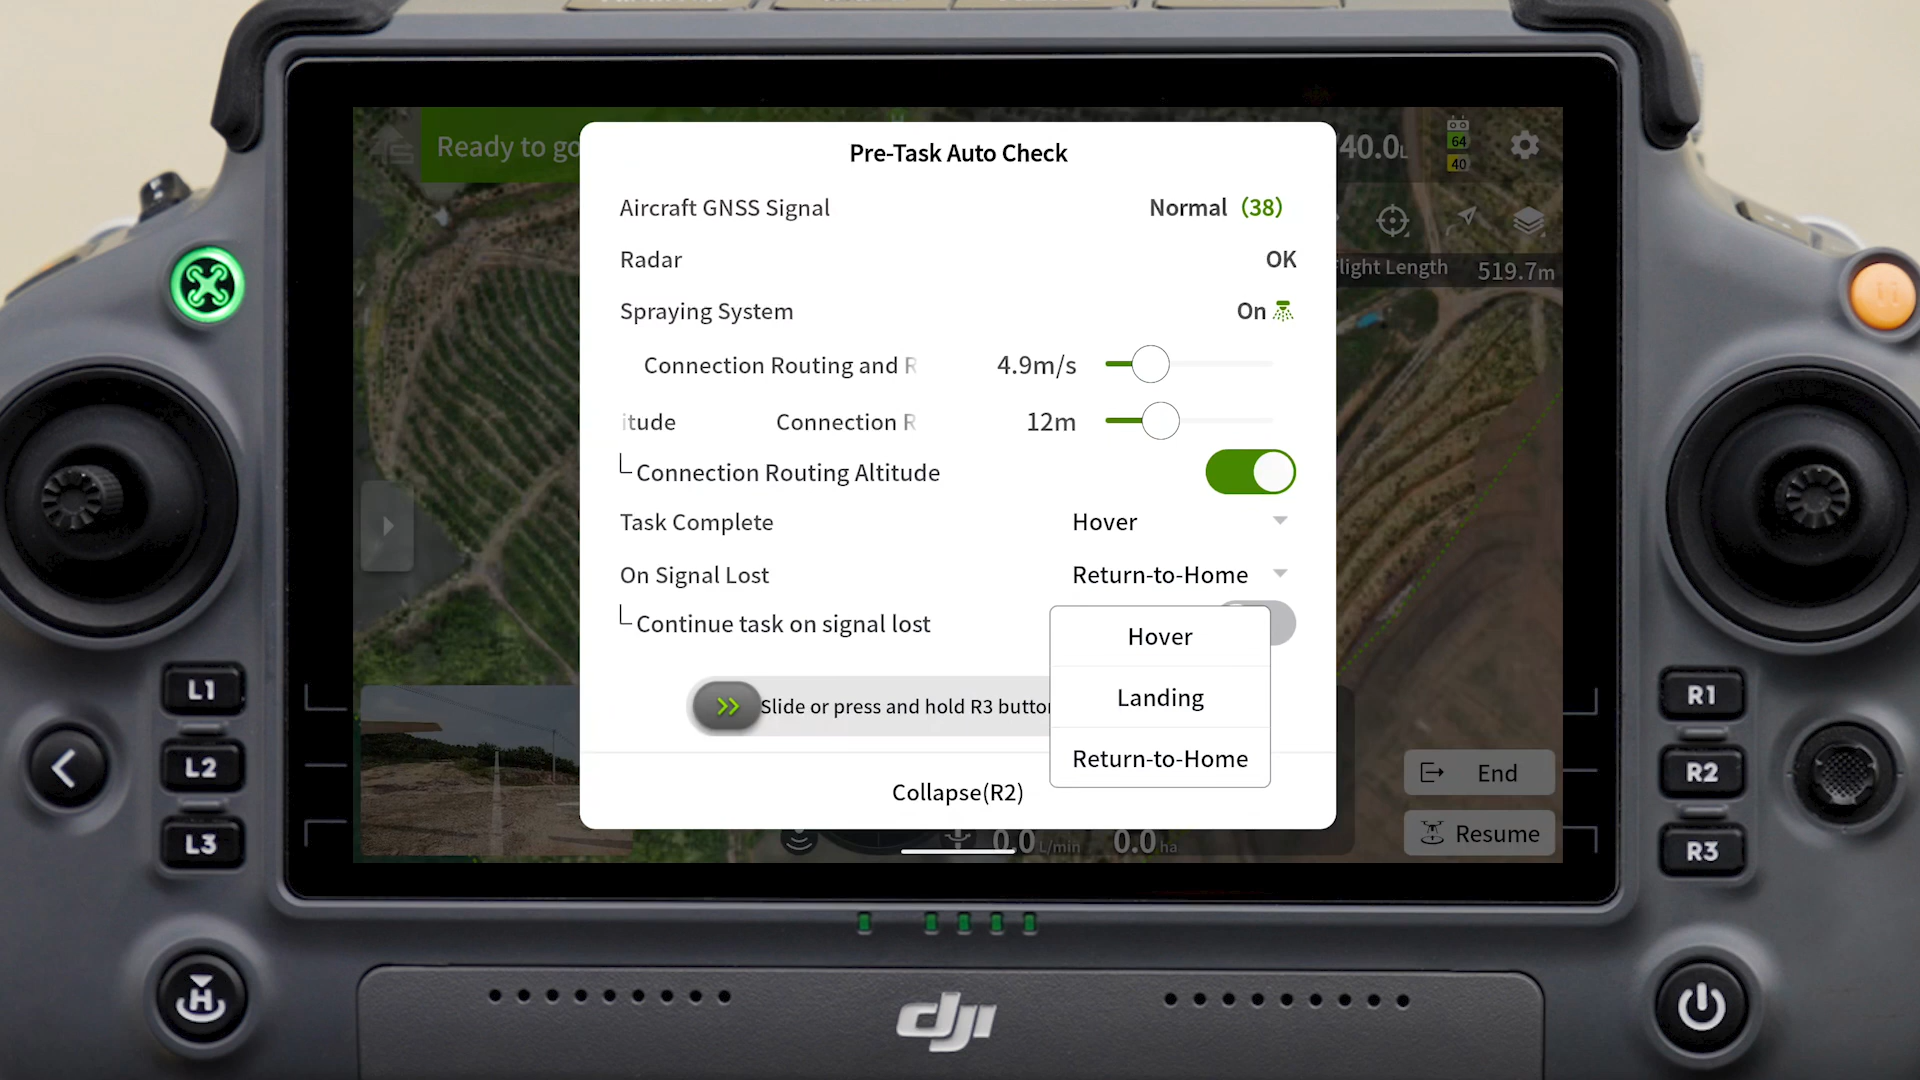 Ready to go
Pre-Task Auto Check
40.0L
64
40
Aircraft GNSS Signal Normal (38)
Radar OK
Flight Length 519.7m
Spraying System On
Connection Routing and R 4.9m/s
itude Connection R 12m
Connection Routing Altitude
Task Complete Hover
On Signal Lost Return-to-Home
Continue task on signal lost
Hover
Landing
Return-to-Home
Slide or press and hold R3 button
Collapse(R2)
End
Resume
0.0 L/min 0.0 ha
L1
L2
L3
R1
R2
R3
H
dji